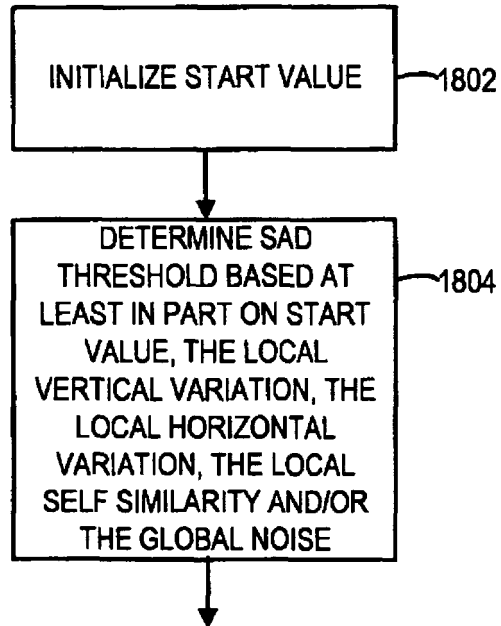 INITIALIZE START VALUE
1802
DETERMINE SAD
THRESHOLD BASED AT
LEAST IN PART ON START
VALUE, THE LOCAL
VERTICAL VARIATION, THE
LOCAL HORIZONTAL
VARIATION, THE LOCAL
SELF SIMILARITY AND/OR
THE GLOBAL NOISE
1804